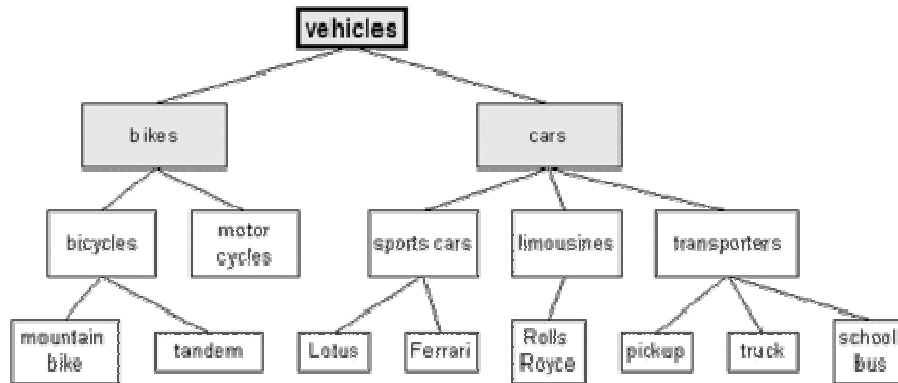 vehicles
bikes
cars
bicycles
motor
cycles
sports cars
limousines
transporters
mountain
bike
tandem
Lotus
Ferrari
Rolls
Royce
pickup
truck
school
bus